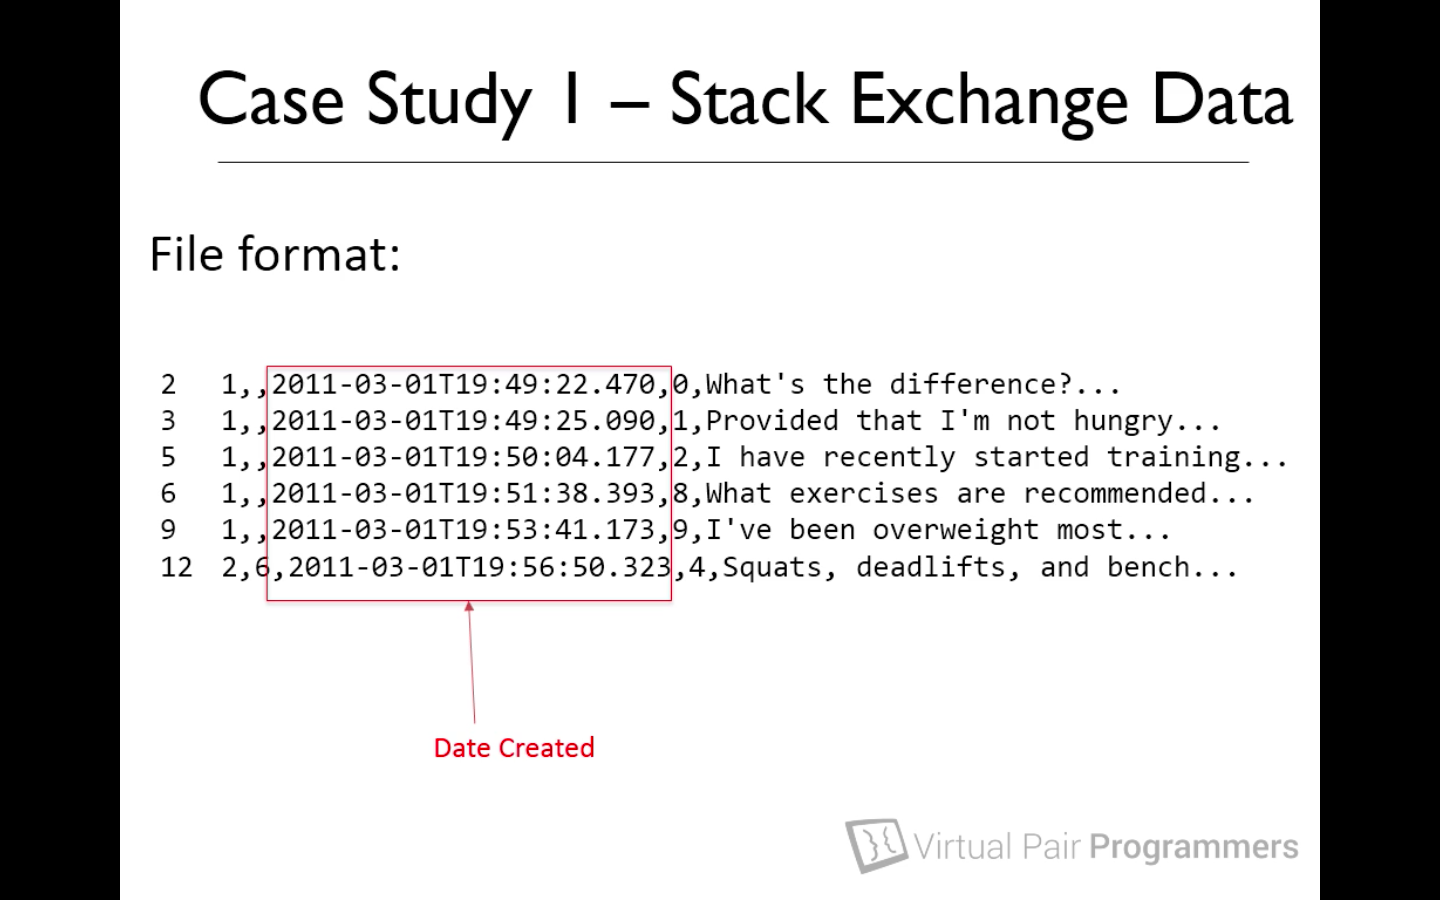 Case Study 1 – Stack Exchange Data
File format:
2 1,,2011-03-01T19:49:22.470,0,What's the difference?...
3 1,,2011-03-01T19:49:25.090,1,Provided that I'm not hungry...
5 1,,2011-03-01T19:50:04.177,2,I have recently started training...
6 1,,2011-03-01T19:51:38.393,8,What exercises are recommended...
9 1,,2011-03-01T19:53:41.173,9,I've been overweight most...
12 2,6,2011-03-01T19:56:50.323,4,Squats, deadlifts, and bench...
Date Created
Virtual Pair Programmers